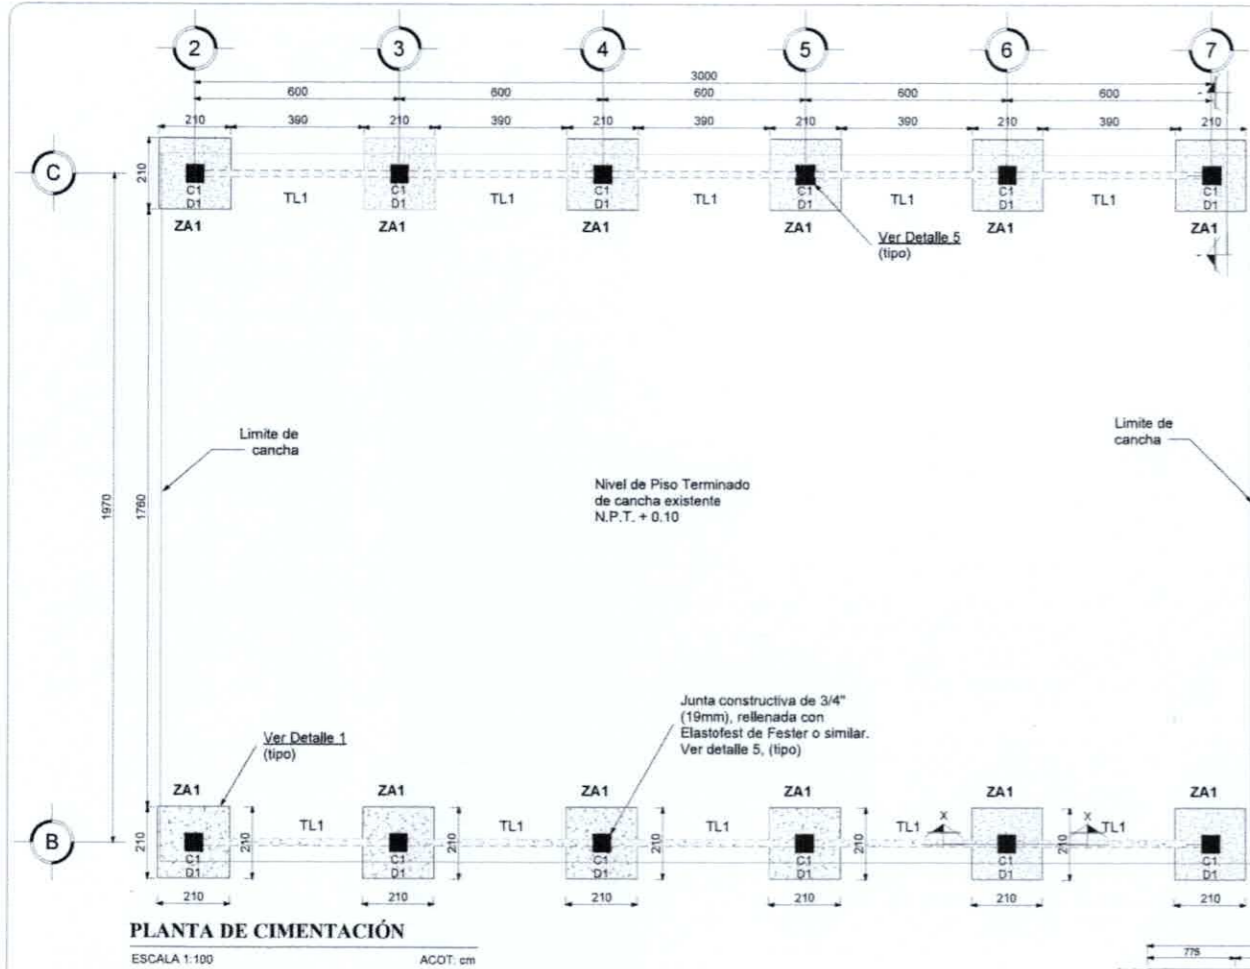 2 3 4 5 6 7
3000
600 600 600 600 600
210 390 210 390 210 390 210 390 210 390 210
C
210
C1 C1 C1 C1 C1 C1
D1 TL1 D1 TL1 D1 TL1 D1 TL1 D1 TL1 D1
ZA1 ZA1 ZA1 ZA1 ZA1 ZA1
Ver Detalle 5
(tipo)
Limite de
cancha
Limite de
cancha
1970
1760
Nivel de Piso Terminado
de cancha existente
N.P.T. + 0.10
Junta constructiva de 3/4"
(19mm), rellenada con
Elastofest de Fester o similar.
Ver detalle 5, (tipo)
Ver Detalle 1
(tipo)
ZA1 ZA1 ZA1 ZA1 ZA1 ZA1
TL1 TL1 TL1 TL1 X X TL1
B
210 210 210 210 210 210
C1 C1 C1 C1 C1 C1
D1 D1 D1 D1 D1 D1
210 210 210 210 210 210
PLANTA DE CIMENTACIÓN
ESCALA 1:100 ACOT: cm
775